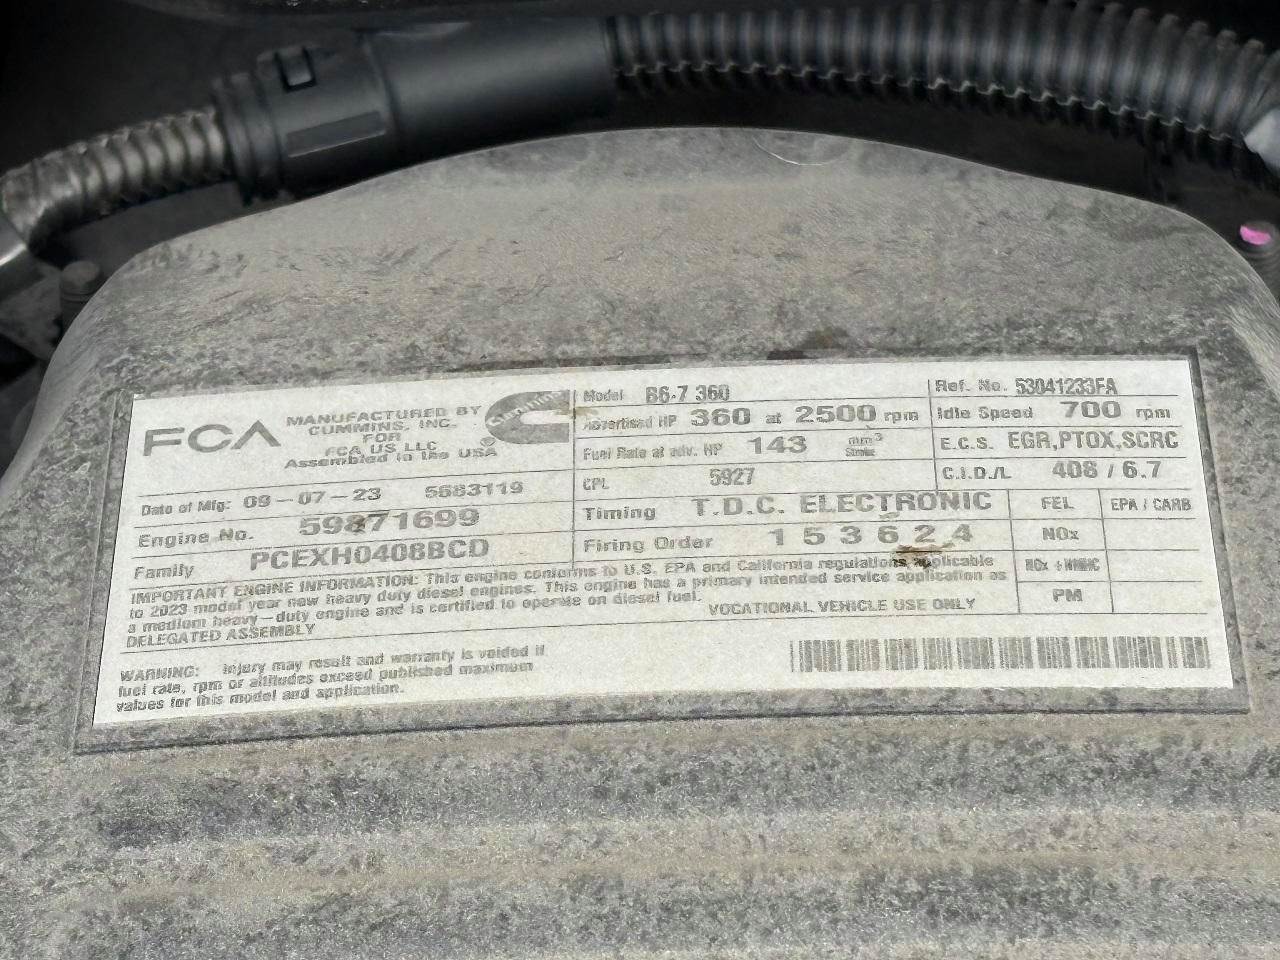 FCA
MANUFACTURED BY
CUMMINS, INC.
FOR
FCA US LLC
Assembled in the USA
Cummins ®
Date of Mfg: 09-07-23 5683119
Engine No. 59871699
Family PCEXH0408BCD
Model B6.7 360
Advertised HP 360 at 2500 rpm
Fuel Rate at adv. HP 143 mm³
Stroke
CPL 5927
Timing T.D.C. ELECTRONIC
Firing Order 1 5 3 6 2 4
Ref. No. 53041233FA
Idle Speed 700 rpm
E.C.S. EGR,PTOX,SCRC
C.I.D./L 408 / 6.7
FEL EPA / CARB
NOx
NOx + NMHC
PM
IMPORTANT ENGINE INFORMATION: This engine conforms to U.S. EPA and California regulations applicable
to 2023 model year new heavy duty diesel engines. This engine has a primary intended service application as
a medium heavy-duty engine and is certified to operate on diesel fuel.
DELEGATED ASSEMBLY
VOCATIONAL VEHICLE USE ONLY
WARNING: Injury may result and warranty is voided if
fuel rate, rpm or altitudes exceed published maximum
values for this model and application.